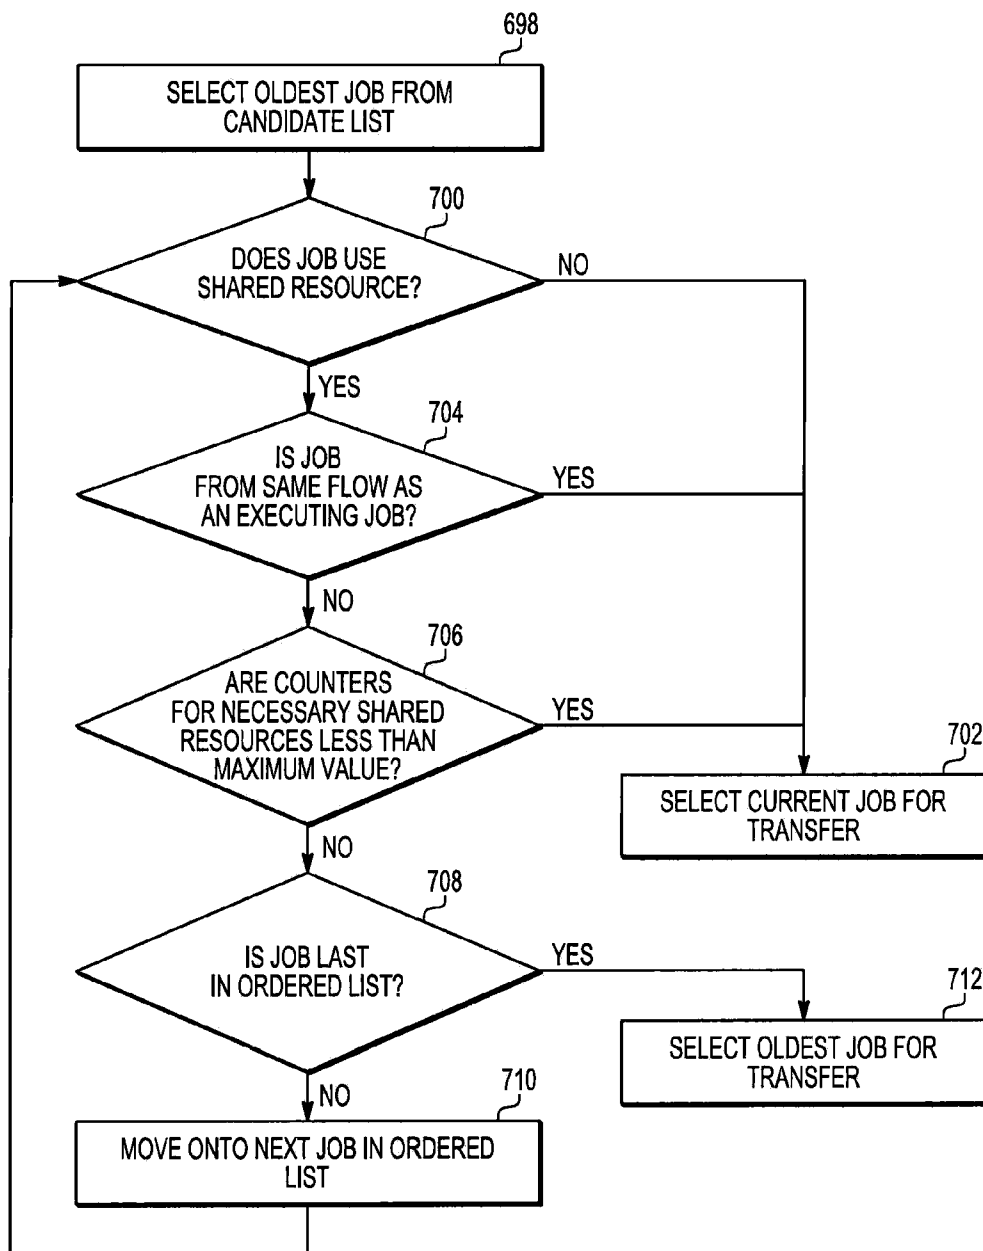 698
SELECT OLDEST JOB FROM
CANDIDATE LIST
700
DOES JOB USE
SHARED RESOURCE?
NO
YES
704
IS JOB
FROM SAME FLOW AS
AN EXECUTING JOB?
YES
NO
706
ARE COUNTERS
FOR NECESSARY SHARED
RESOURCES LESS THAN
MAXIMUM VALUE?
YES
702
SELECT CURRENT JOB FOR
TRANSFER
NO
708
IS JOB LAST
IN ORDERED LIST?
YES
712
SELECT OLDEST JOB FOR
TRANSFER
NO
710
MOVE ONTO NEXT JOB IN ORDERED
LIST